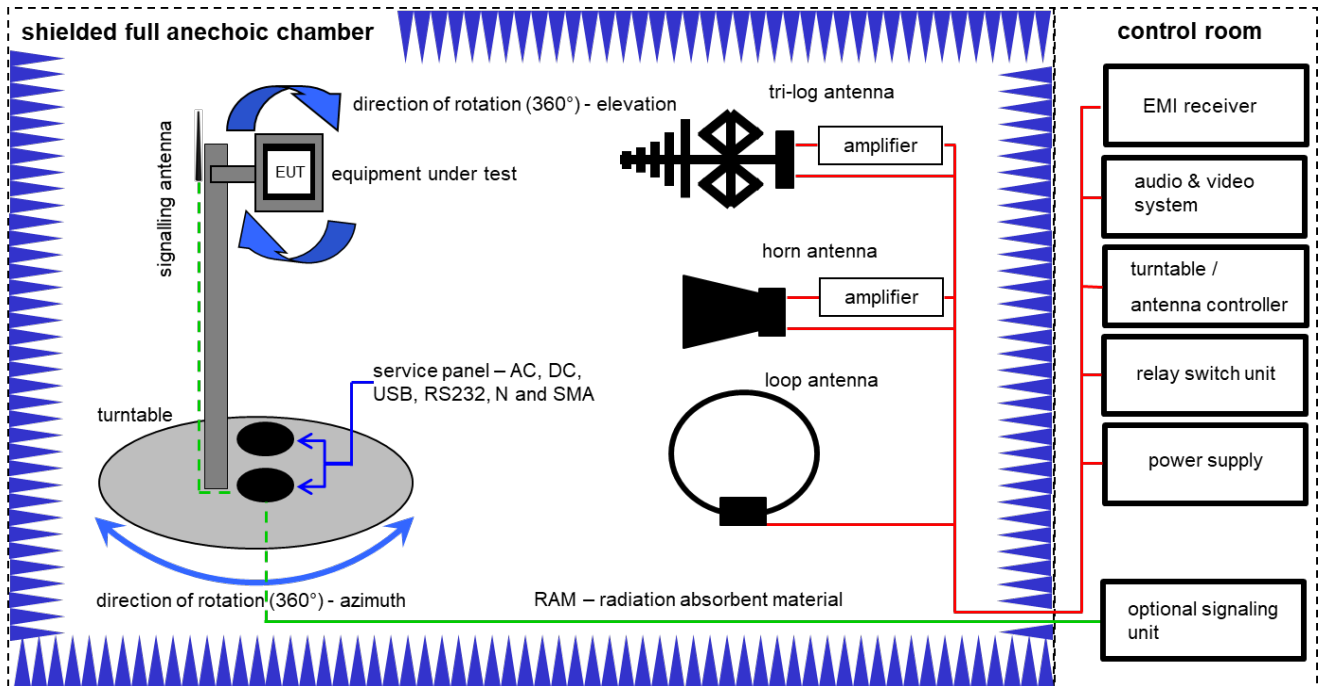 shielded full anechoic chamber
control room
direction of rotation (360°) - elevation
tri-log antenna
EMI receiver
signalling antenna
EUT
equipment under test
amplifier
audio & video
system
horn antenna
amplifier
turntable /
antenna controller
service panel – AC, DC,
USB, RS232, N and SMA
loop antenna
relay switch unit
turntable
power supply
direction of rotation (360°) - azimuth
RAM – radiation absorbent material
optional signaling
unit